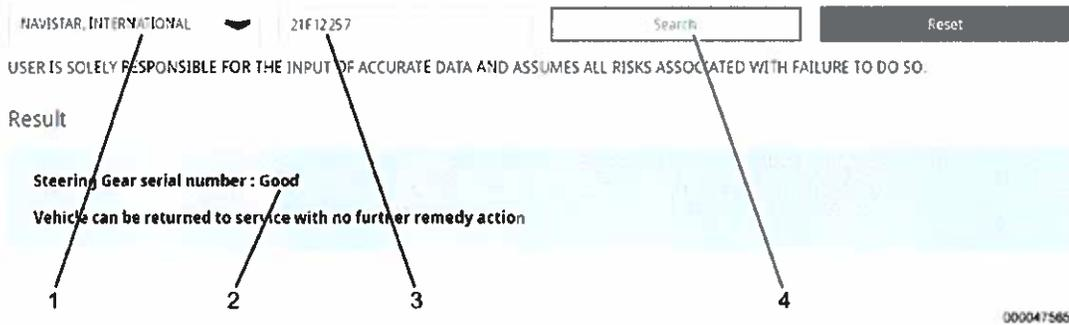 NAVISTAR, INTERNATIONAL 21F12257 Search Reset
USER IS SOLELY RESPONSIBLE FOR THE INPUT OF ACCURATE DATA AND ASSUMES ALL RISKS ASSOCIATED WITH FAILURE TO DO SO.
Result
Steering Gear serial number : Good
Vehicle can be returned to service with no further remedy action
1 2 3 4
0000047565